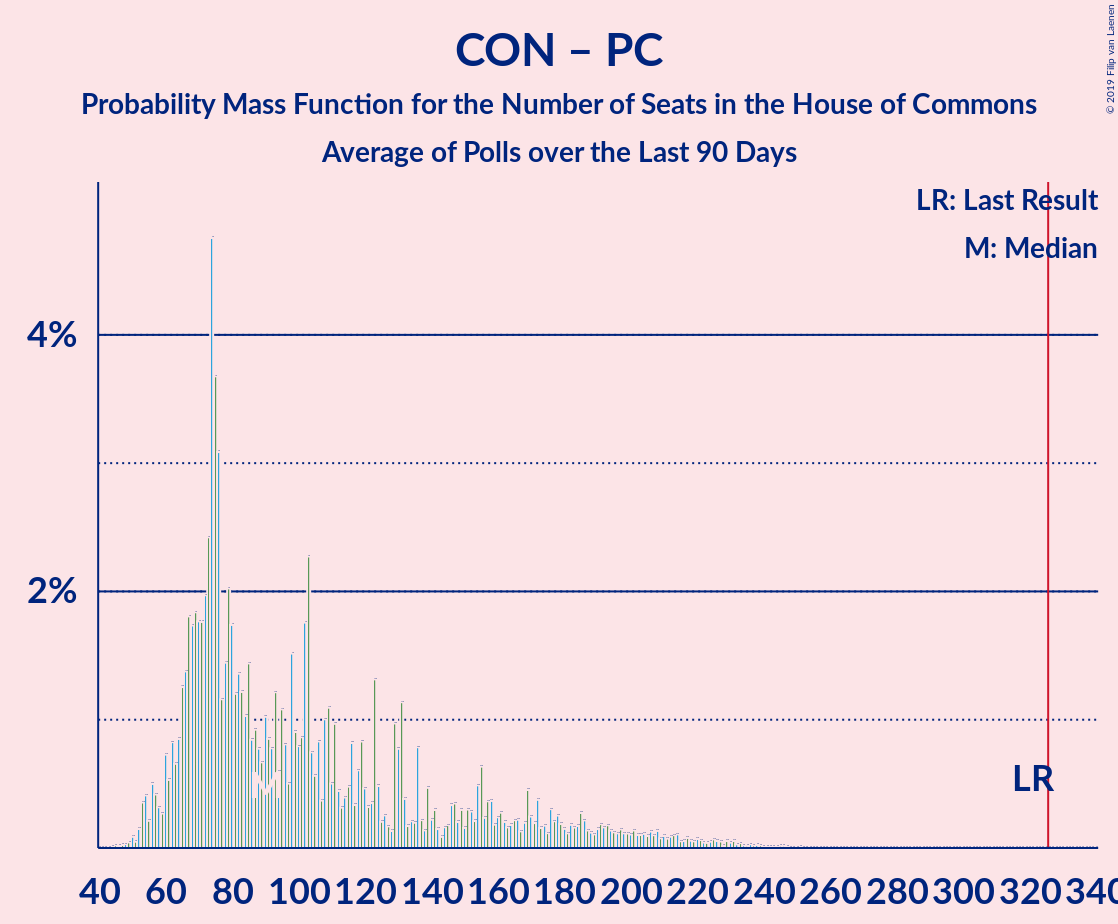 CON – PC
Probability Mass Function for the Number of Seats in the House of Commons
Average of Polls over the Last 90 Days
© 2019 Filip van Laenen
LR: Last Result
M: Median
4%
2%
M
LR
40 60 80 100 120 140 160 180 200 220 240 260 280 300 320 340